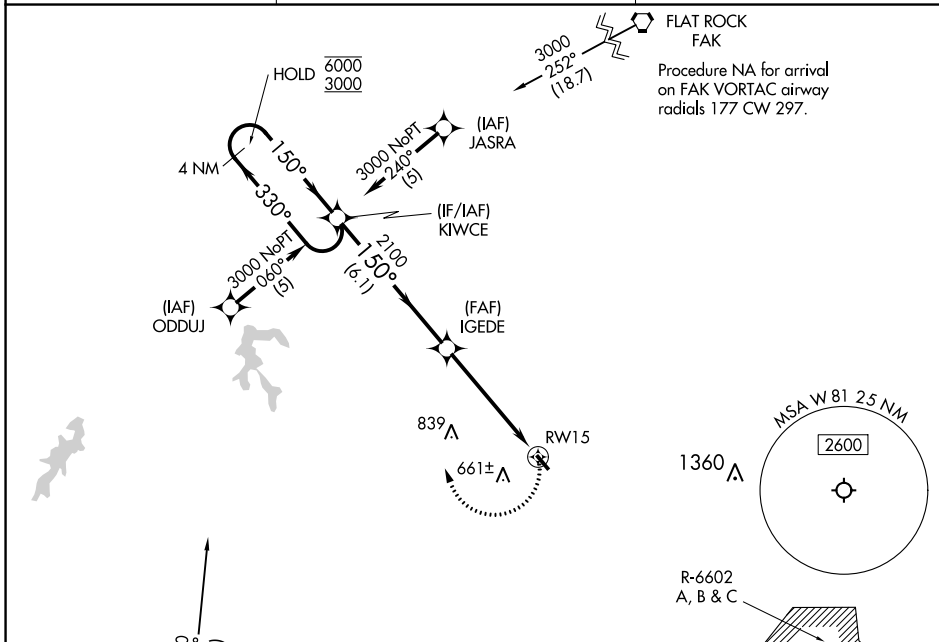 FLAT ROCK
FAK
3000
252°
(18.7)
Procedure NA for arrival
on FAK VORTAC airway
radials 177 CW 297.
HOLD
6000
3000
4 NM
150°
330°
3000 NoPT
240°
(5)
(IAF)
JASRA
(IF/IAF)
KIWCE
3000 NoPT
060°
(5)
(IAF)
ODDUJ
2100
150°
(6.1)
(FAF)
IGEDE
839
661±
RW15
1360
MSA W81 25 NM
2600
R-6602
A, B & C